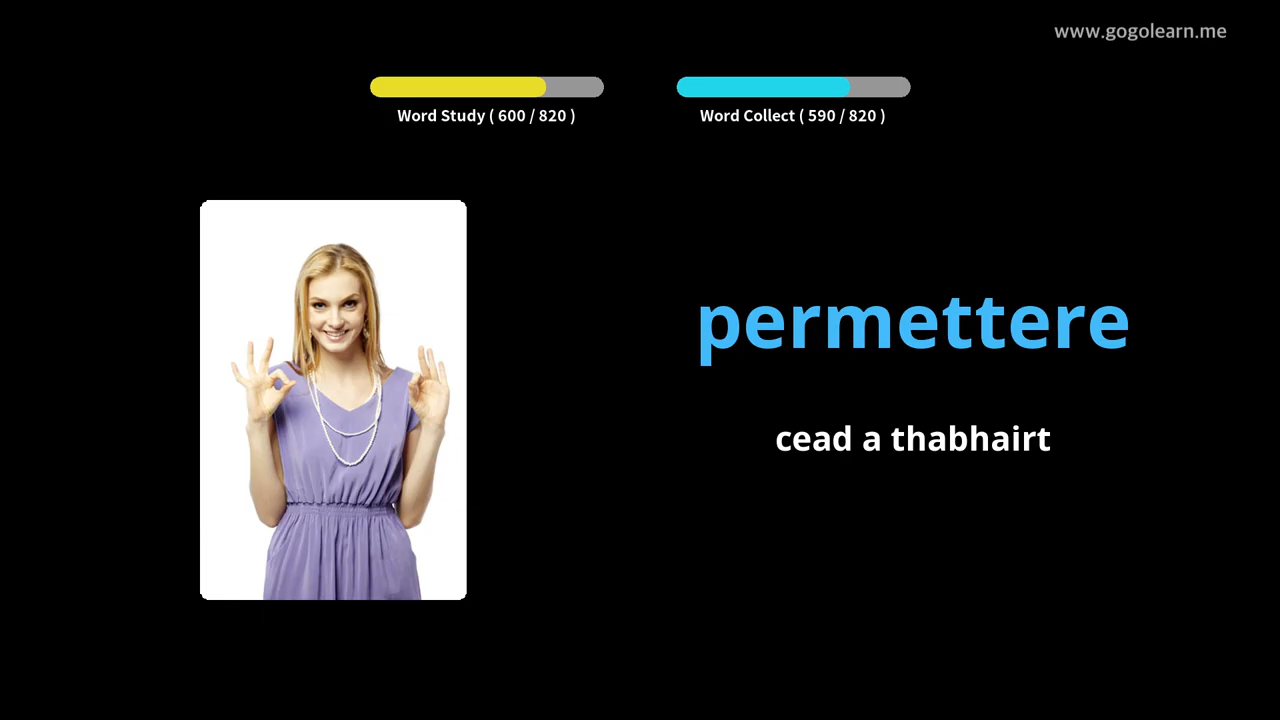 www.gogolearn.me
Word Study ( 600 / 820 )
Word Collect ( 590 / 820 )
permettere
cead a thabhairt